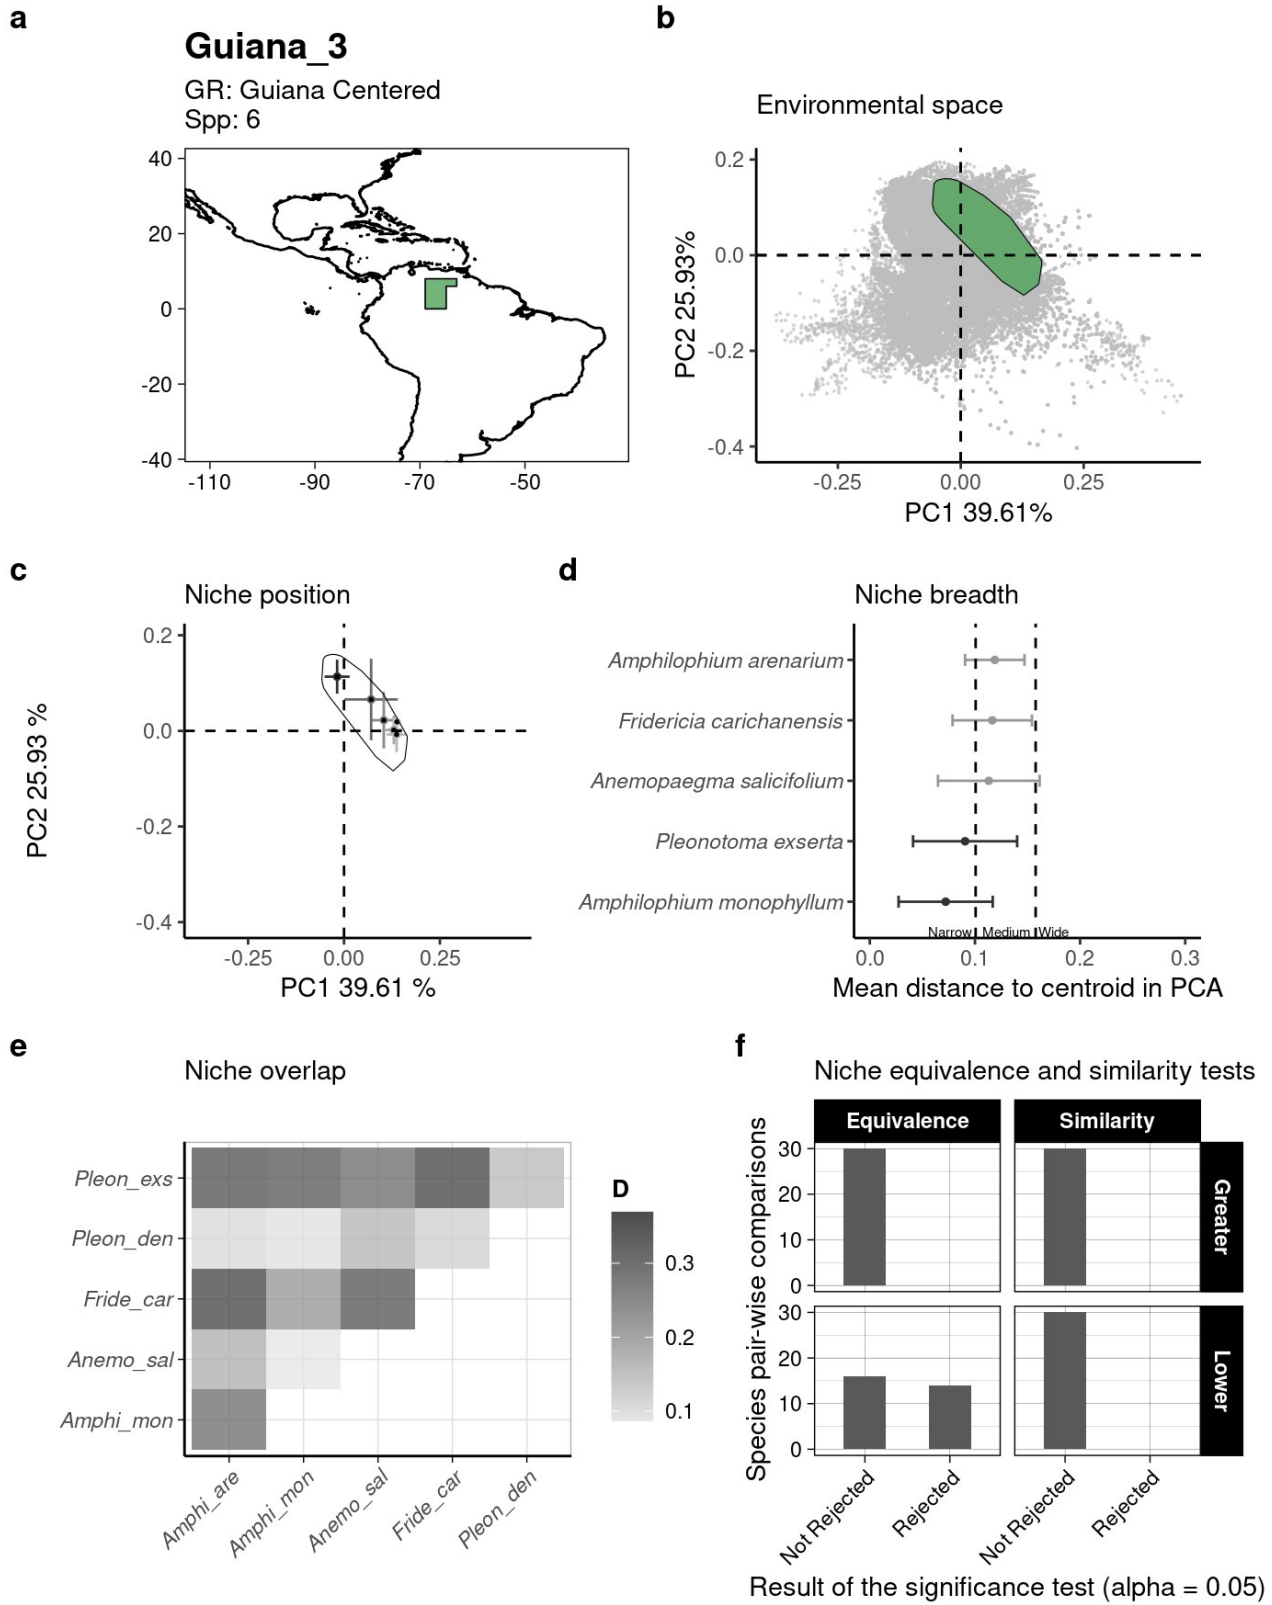 a
Guiana_3
GR: Guiana Centered
Spp: 6
40
20
0
-20
-40
-110 -90 -70 -50
b
Environmental space
PC2 25.93%
0.2
0.0
-0.2
-0.4
-0.25 0.00 0.25
PC1 39.61%
c
Niche position
PC2 25.93 %
0.2
0.0
-0.2
-0.4
-0.25 0.00 0.25
PC1 39.61 %
d
Niche breadth
Amphilophium arenarium
Fridericia carichanensis
Anemopaegma salicifolium
Pleonotoma exserta
Amphilophium monophyllum
Narrow Medium Wide
0.0 0.1 0.2 0.3
Mean distance to centroid in PCA
e
Niche overlap
Pleon_exs
Pleon_den
Fride_car
Anemo_sal
Amphi_mon
Amphi_are Amphi_mon Anemo_sal Fride_car Pleon_den
D
0.3
0.2
0.1
f
Niche equivalence and similarity tests
Equivalence Similarity
Species pair-wise comparisons
30
20
10
0
Greater
30
20
10
0
Lower
Not Rejected Rejected Not Rejected Rejected
Result of the significance test (alpha = 0.05)